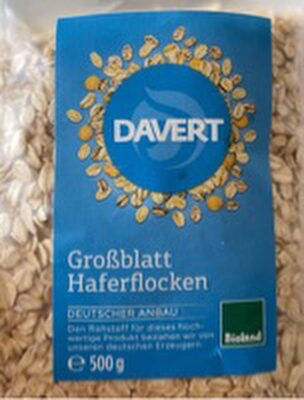 DAVERT
Großblatt
Haferflocken
DEUTSCHER ANBAU
Den Rohstoff für dieses hoch-
wertige Produkt beziehen wir von
unseren deutschen Erzeugern.
e 500 g
Bioland